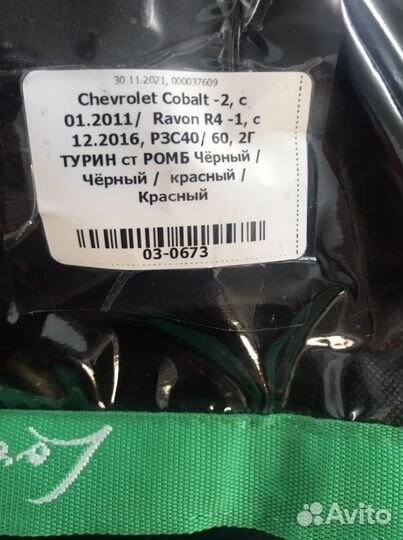 30.11.2021, 000037609
Chevrolet Cobalt -2, с
01.2011/ Ravon R4 -1, с
12.2016, РЗС40/ 60, 2Г
ТУРИН ст РОМБ Чёрный /
Чёрный / красный /
Красный
03-0673
Avito